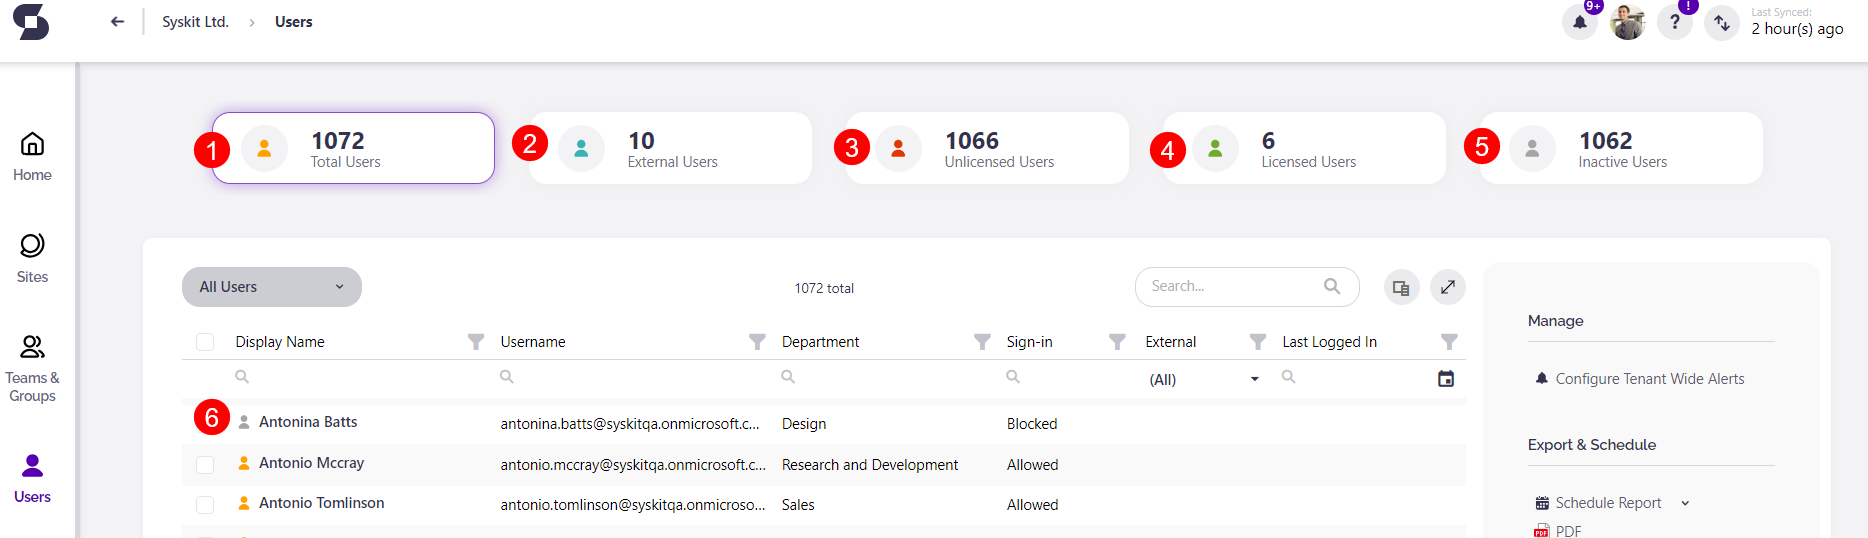 Syskit Ltd. > Users
9+
!
?
Last Synced:
2 hour(s) ago
Home
Sites
Teams &
Groups
Users
1
1072
Total Users
2
10
External Users
3
1066
Unlicensed Users
4
6
Licensed Users
5
1062
Inactive Users
All Users
1072 total
Search...
Display Name Username Department Sign-in External Last Logged In
(All)
6
Antonina Batts antonina.batts@syskitqa.onmicrosoft.c... Design Blocked
Antonio Mccray antonio.mccray@syskitqa.onmicrosoft.c... Research and Development Allowed
Antonio Tomlinson antonio.tomlinson@syskitqa.onmicroso... Sales Allowed
Manage
Configure Tenant Wide Alerts
Export & Schedule
Schedule Report
PDF PDF